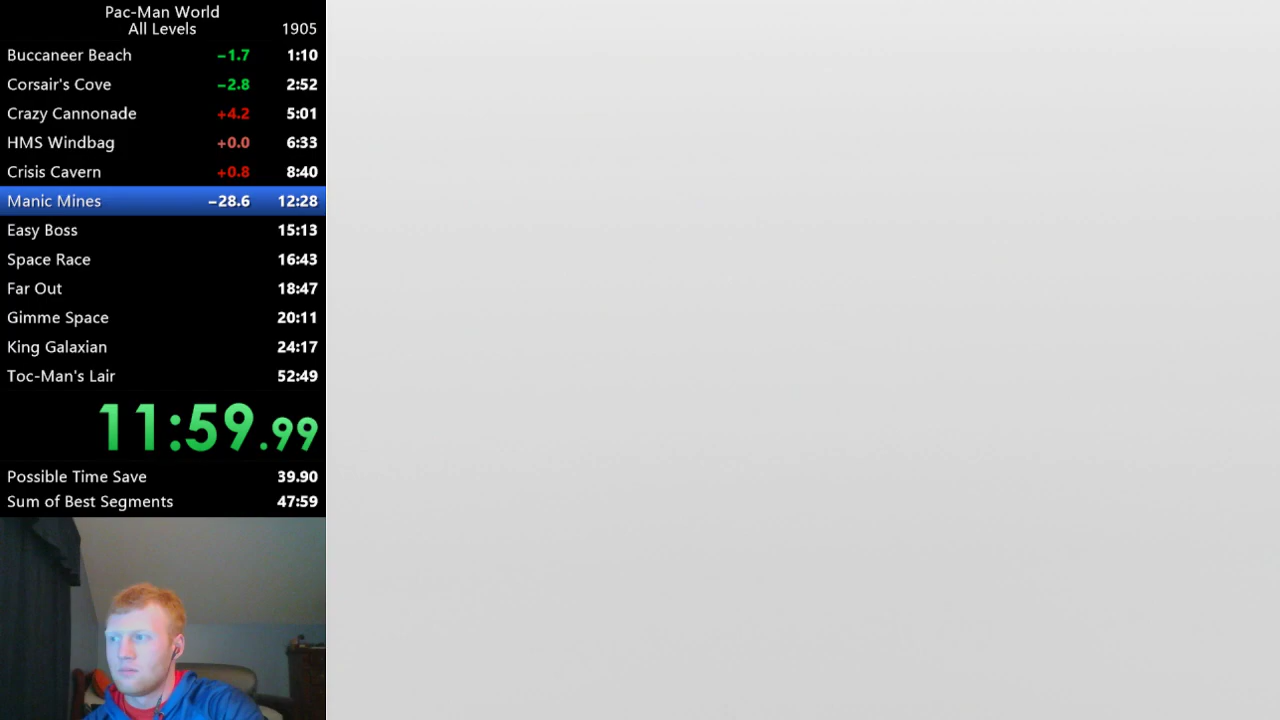 Pac-Man World
All Levels 1905
Buccaneer Beach −1.7 1:10
Corsair's Cove −2.8 2:52
Crazy Cannonade +4.2 5:01
HMS Windbag +0.0 6:33
Crisis Cavern +0.8 8:40
Manic Mines −28.6 12:28
Easy Boss 15:13
Space Race 16:43
Far Out 18:47
Gimme Space 20:11
King Galaxian 24:17
Toc-Man's Lair 52:49
11:59.99
Possible Time Save 39.90
Sum of Best Segments 47:59